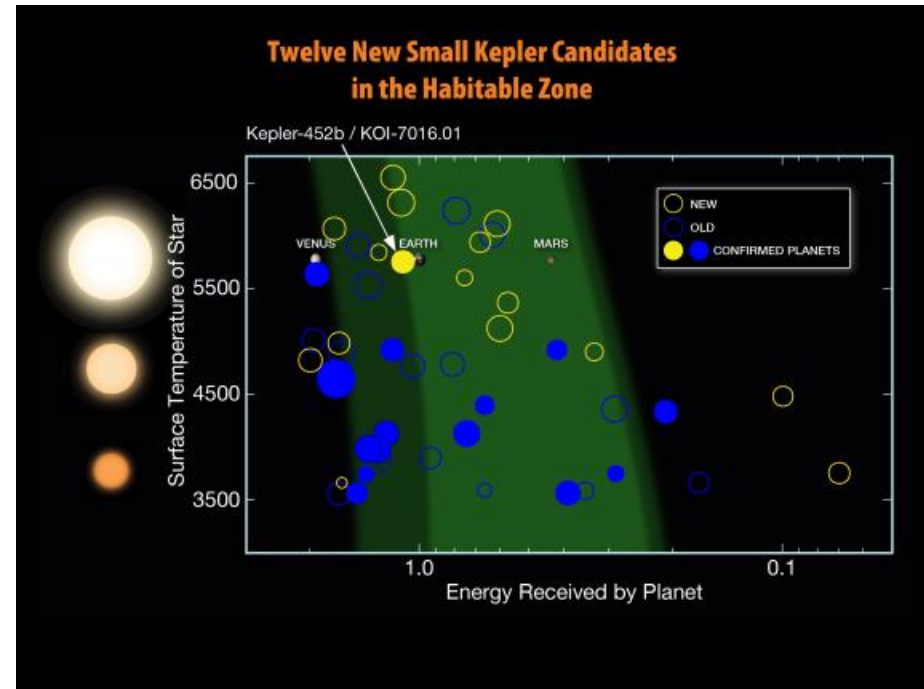 Twelve New Small Kepler Candidates
in the Habitable Zone
Kepler-452b / KOI-7016.01
6500
5500
4500
3500
Surface Temperature of Star
VENUS
EARTH
MARS
NEW
OLD
CONFIRMED PLANETS
1.0
0.1
Energy Received by Planet